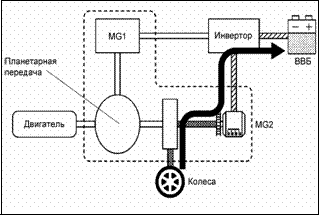 MG1
Инвертор
ВВБ
Планетарная
передача
Двигатель
MG2
Колеса